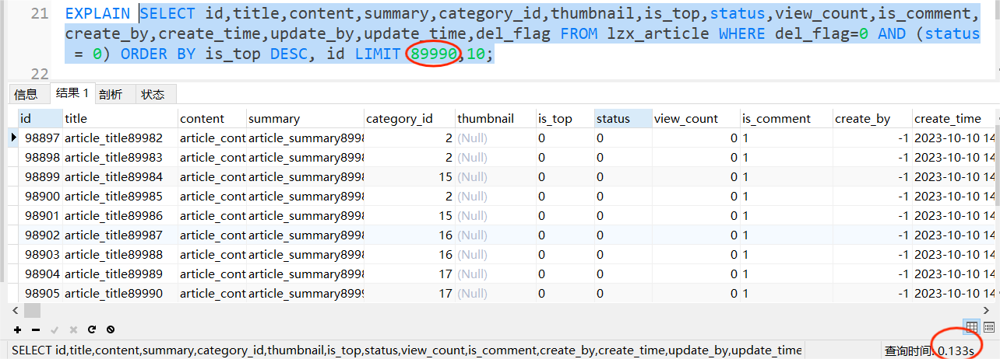 21 EXPLAIN SELECT id,title,content,summary,category_id,thumbnail,is_top,status,view_count,is_comment,
create_by,create_time,update_by,update_time,del_flag FROM lzx_article WHERE del_flag=0 AND (status
= 0) ORDER BY is_top DESC, id LIMIT 89990,10;
22
信息 结果 1 剖析 状态
id title content summary category_id thumbnail is_top status view_count is_comment create_by create_time
98897 article_title89982 article_cont article_summary8998 2 (Null) 0 0 0 1 -1 2023-10-10 14
98898 article_title89983 article_cont article_summary8998 2 (Null) 0 0 0 1 -1 2023-10-10 14
98899 article_title89984 article_cont article_summary8998 15 (Null) 0 0 0 1 -1 2023-10-10 14
98900 article_title89985 article_cont article_summary8998 2 (Null) 0 0 0 1 -1 2023-10-10 14
98901 article_title89986 article_cont article_summary8998 15 (Null) 0 0 0 1 -1 2023-10-10 14
98902 article_title89987 article_cont article_summary8998 16 (Null) 0 0 0 1 -1 2023-10-10 14
98903 article_title89988 article_cont article_summary8998 16 (Null) 0 0 0 1 -1 2023-10-10 14
98904 article_title89989 article_cont article_summary8998 17 (Null) 0 0 0 1 -1 2023-10-10 14
98905 article_title89990 article_cont article_summary8999 17 (Null) 0 0 0 1 -1 2023-10-10 14
SELECT id,title,content,summary,category_id,thumbnail,is_top,status,view_count,is_comment,create_by,create_time,update_by,update_time 查询时间: 0.133s